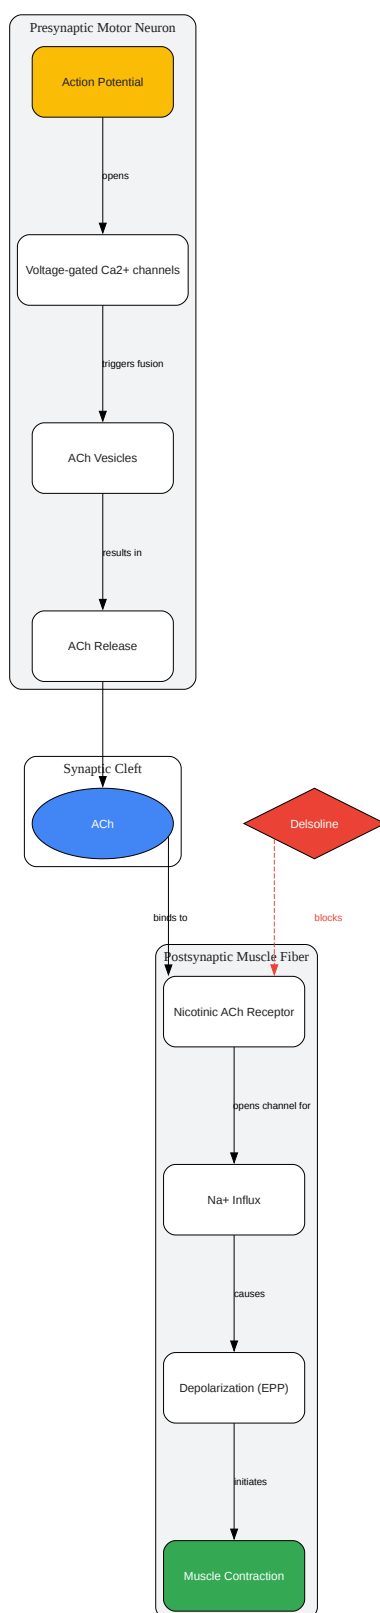 Presynaptic Motor Neuron
Action Potential
opens
Voltage-gated Ca2+ channels
triggers fusion
ACh Vesicles
results in
ACh Release
Synaptic Cleft
ACh
Delsoline
binds to
blocks
Postsynaptic Muscle Fiber
Nicotinic ACh Receptor
opens channel for
Na+ Influx
causes
Depolarization (EPP)
initiates
Muscle Contraction